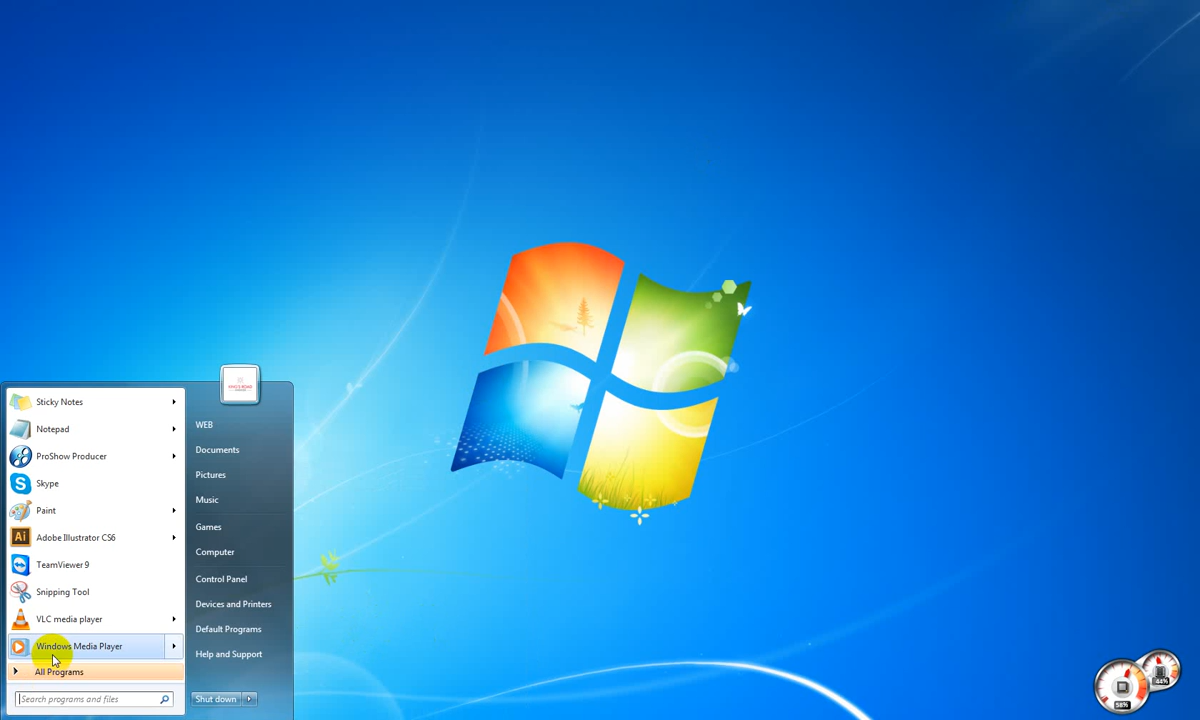 Sticky Notes
Notepad
ProShow Producer
Skype
Paint
Ai Adobe Illustrator CS6
TeamViewer 9
Snipping Tool
VLC media player
Windows Media Player
All Programs
Search programs and files
WEB
Documents
Pictures
Music
Games
Computer
Control Panel
Devices and Printers
Default Programs
Help and Support
Shut down
58%
44%